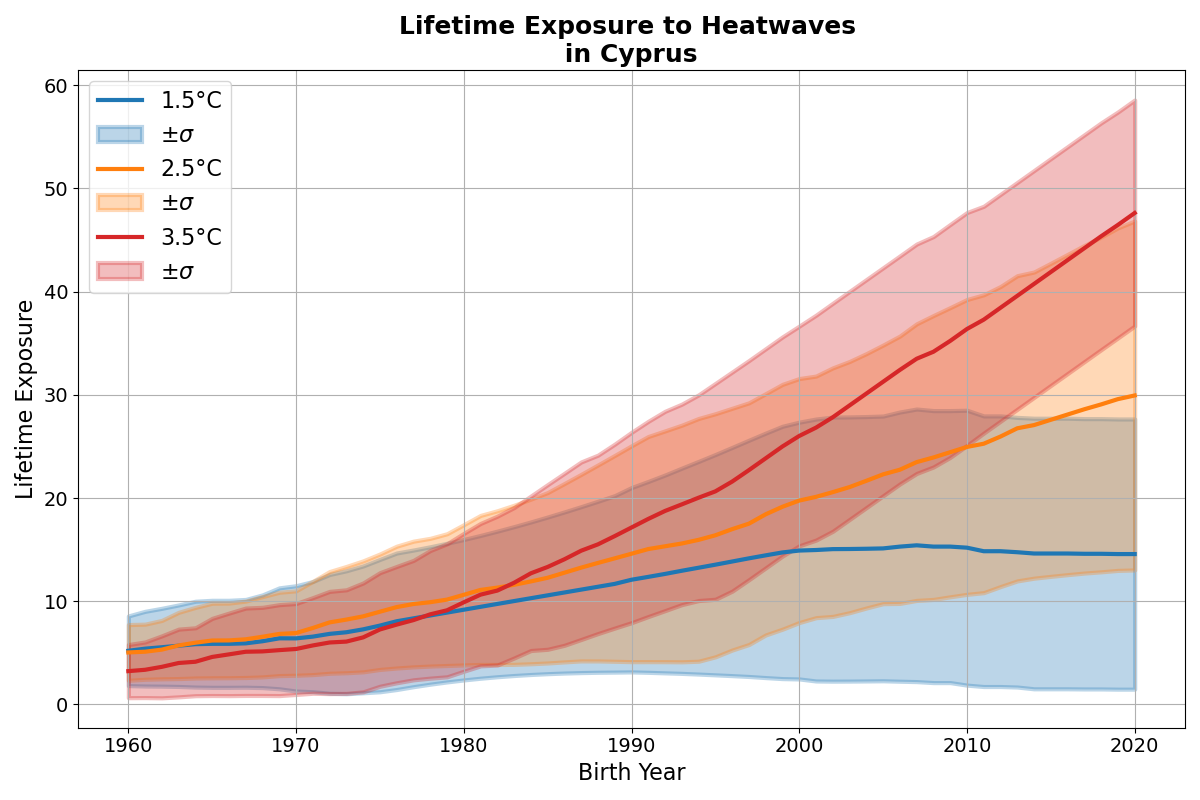 Lifetime Exposure to Heatwaves
in Cyprus
1.5°C
±σ
2.5°C
±σ
3.5°C
±σ
Lifetime Exposure
60
50
40
30
20
10
0
1960
1970
1980
1990
2000
2010
2020
Birth Year